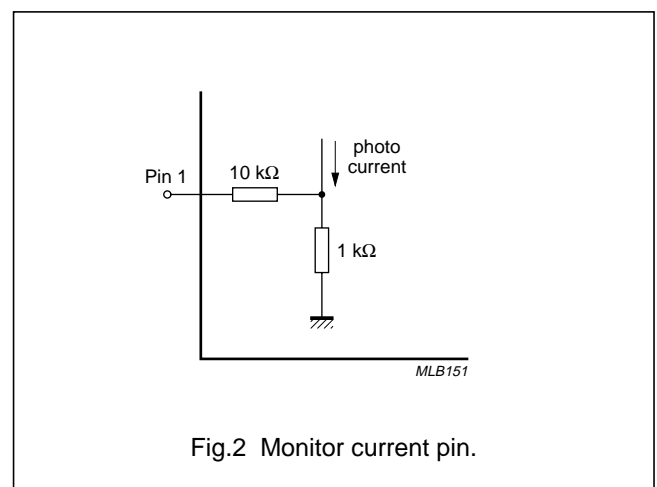 photo
current
10 kΩ
Pin 1
1 kΩ
MLB151
Fig.2 Monitor current pin.